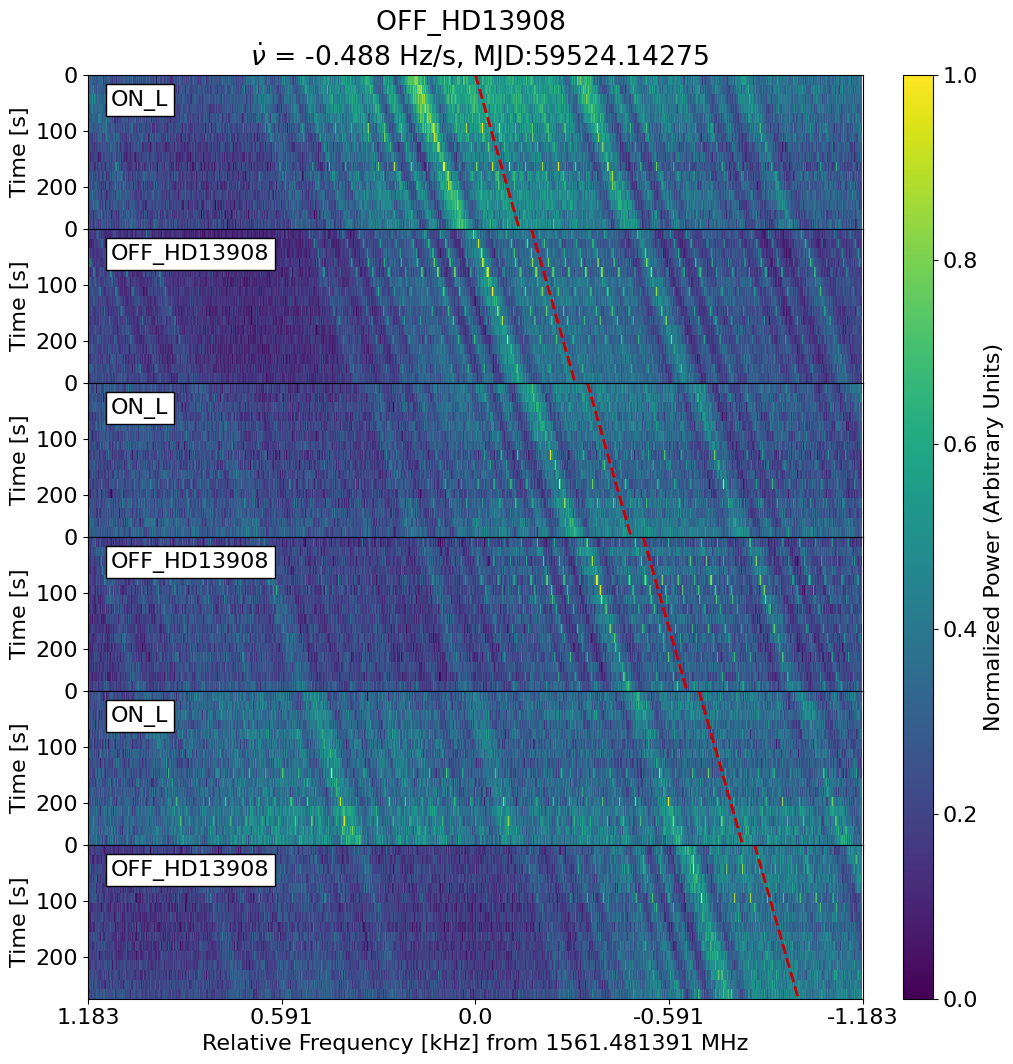 OFF_HD13908
ν̇ = -0.488 Hz/s, MJD:59524.14275
0
100
200
Time [s]
ON_L
0
100
200
Time [s]
OFF_HD13908
0
100
200
Time [s]
ON_L
0
100
200
Time [s]
OFF_HD13908
0
100
200
Time [s]
ON_L
0
100
200
Time [s]
OFF_HD13908
1.183 0.591 0.0 -0.591 -1.183
Relative Frequency [kHz] from 1561.481391 MHz
1.0
0.8
0.6
0.4
0.2
0.0
Normalized Power (Arbitrary Units)